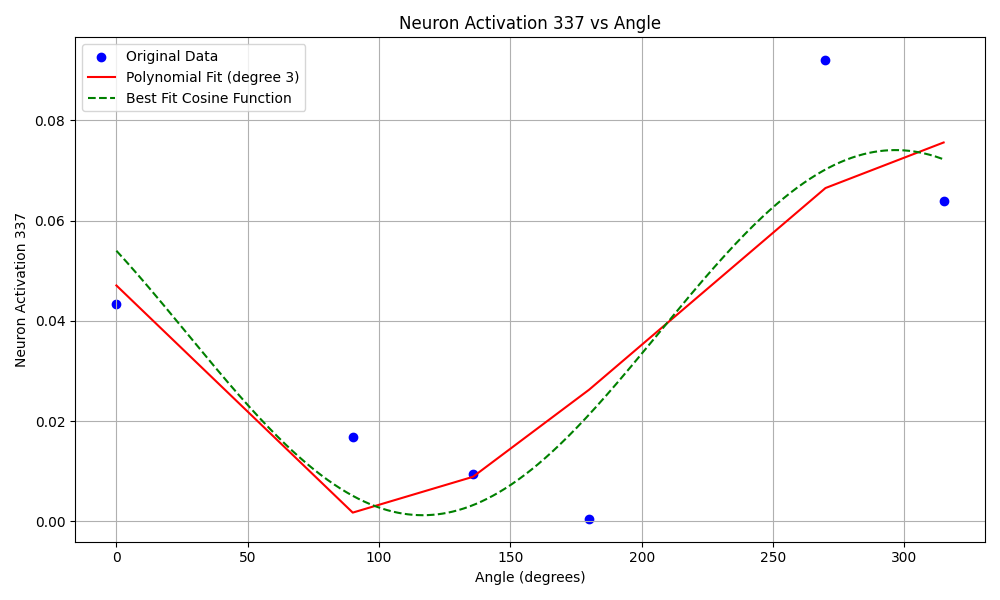 Neuron Activation 337 vs Angle
Original Data
Polynomial Fit (degree 3)
Best Fit Cosine Function
Neuron Activation 337
0.08
0.06
0.04
0.02
0.00
0 50 100 150 200 250 300
Angle (degrees)